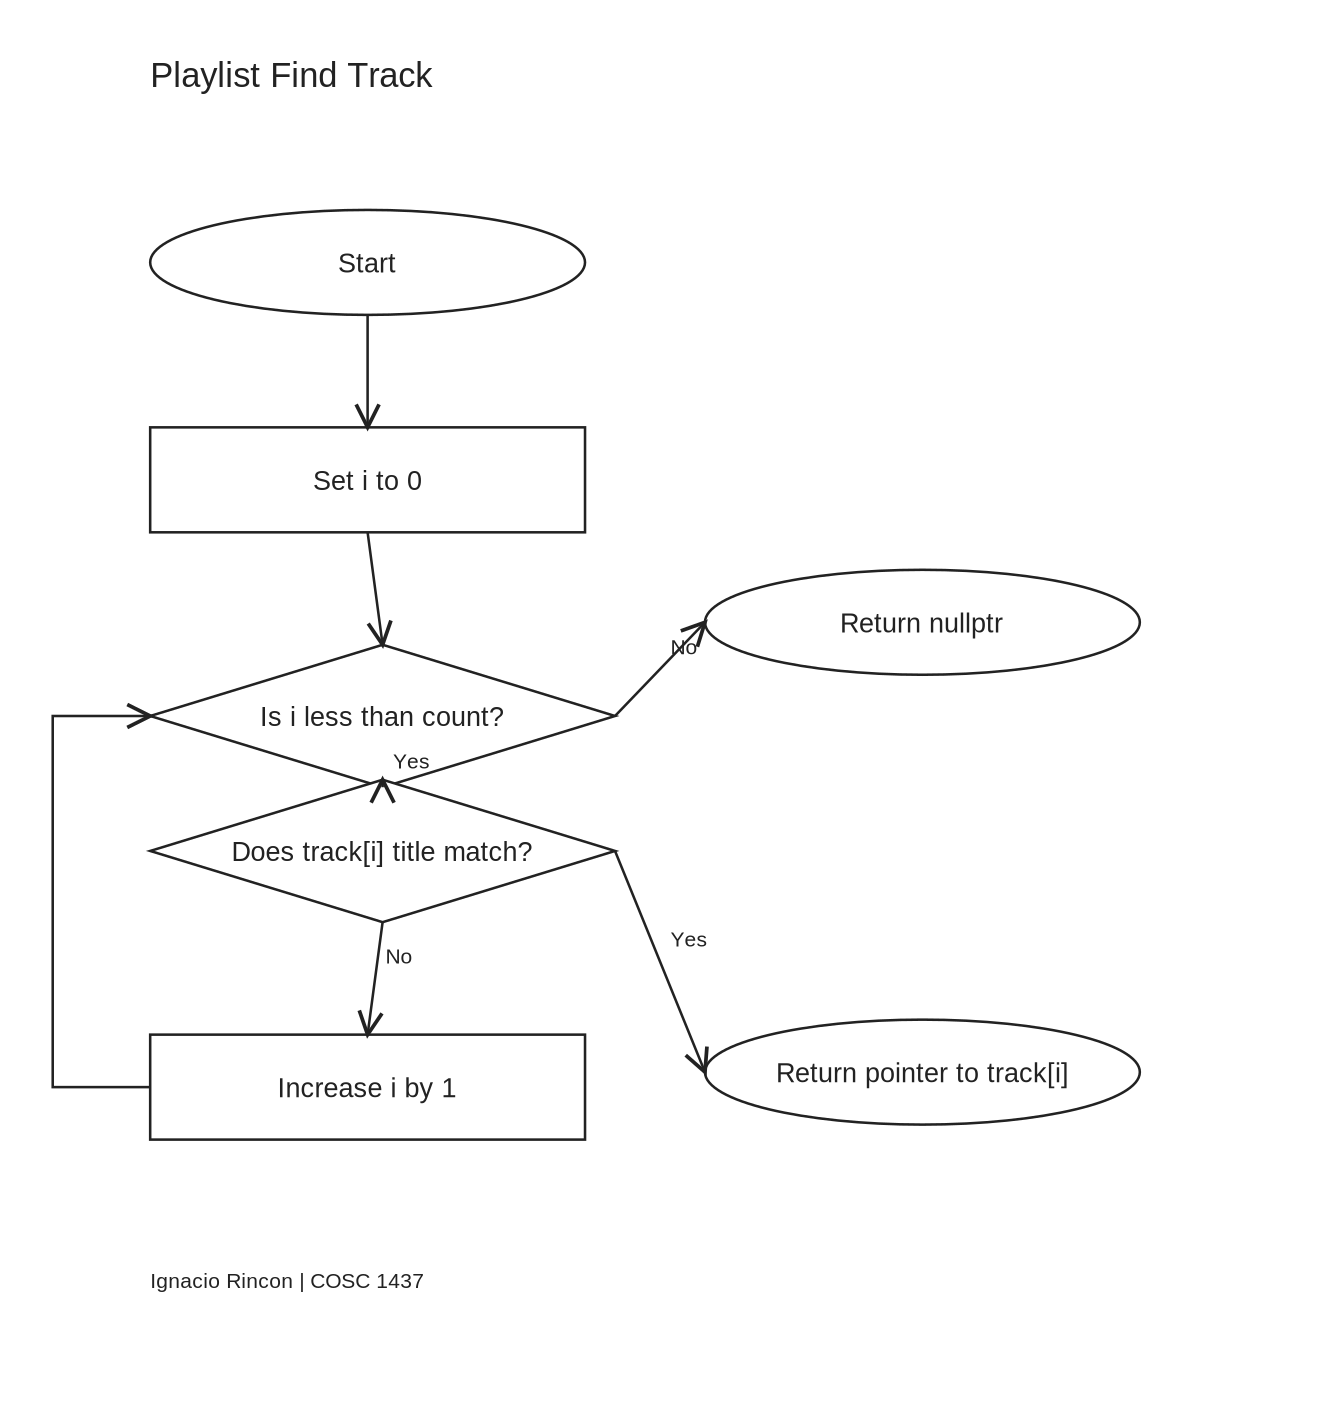 Playlist Find Track
Start
Set i to 0
Return nullptr
No
Is i less than count?
Yes
Does track[i] title match?
Yes
No
Return pointer to track[i]
Increase i by 1
Ignacio Rincon | COSC 1437